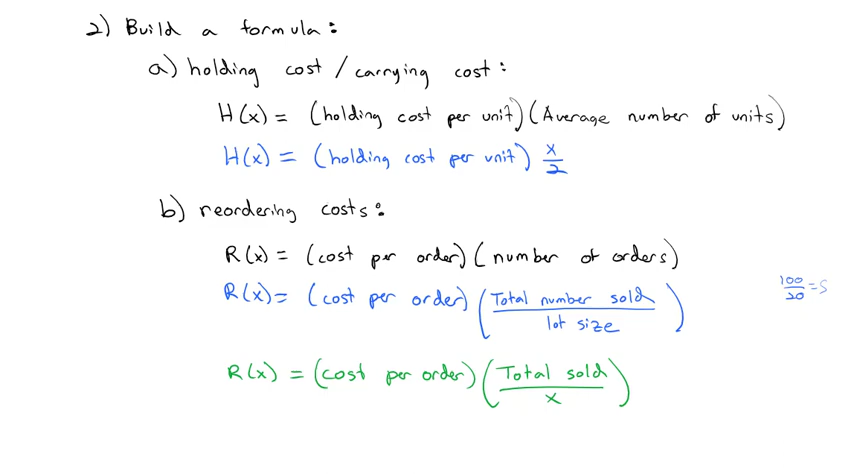 2) Build a formula:
a) holding cost / carrying cost:
H(x) = (holding cost per unit) (Average number of units)
H(x) = (holding cost per unit) x/2
b) reordering costs:
R(x) = (cost per order) (number of orders)
R(x) = (cost per order) (Total number sold / lot size)
100/20 = 5
R(x) = (cost per order) (Total sold / x)